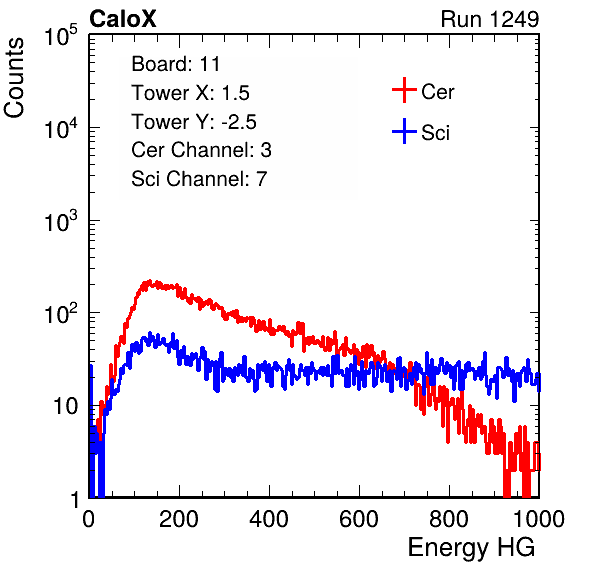 CaloX Run 1249
Counts
10^5
10^4
10^3
10^2
10
1
Board: 11
Tower X: 1.5
Tower Y: -2.5
Cer Channel: 3
Sci Channel: 7
Cer
Sci
0 200 400 600 800 1000
Energy HG